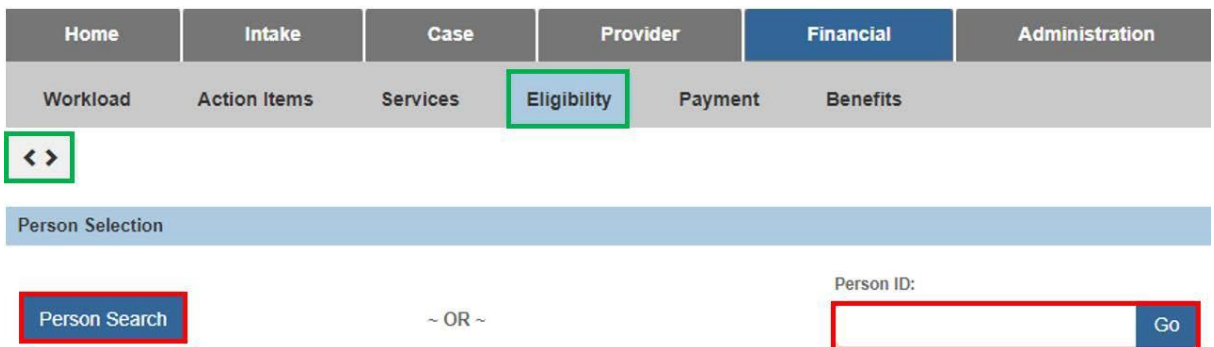 Home Intake Case Provider Financial Administration
Workload Action Items Services Eligibility Payment Benefits
< >
Person Selection
Person ID:
Person Search ~ OR ~ Go